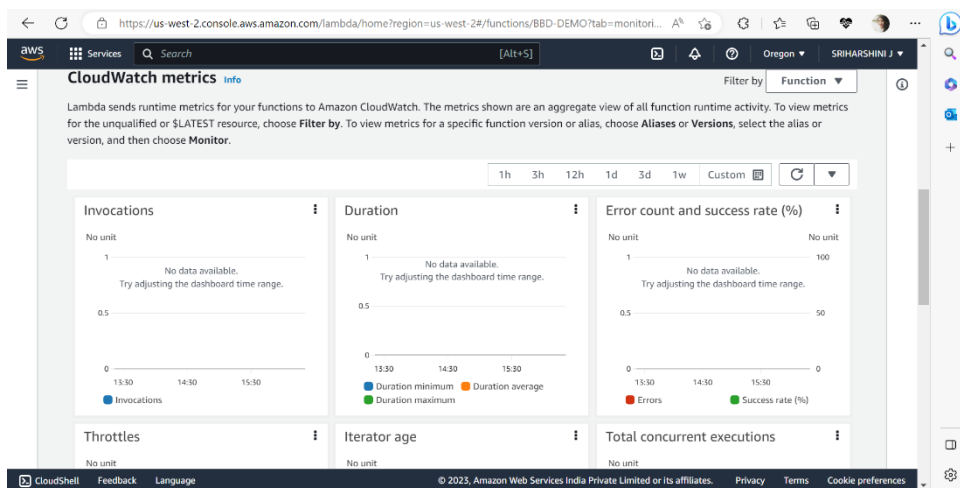 https://us-west-2.console.aws.amazon.com/lambda/home?region=us-west-2#/functions/BBD-DEMO?tab=monitori...
aws
Services
Search
[Alt+S]
Oregon
SRIHARSHINI J
CloudWatch metrics Info
Filter by Function
Lambda sends runtime metrics for your functions to Amazon CloudWatch. The metrics shown are an aggregate view of all function runtime activity. To view metrics
for the unqualified or $LATEST resource, choose Filter by. To view metrics for a specific function version or alias, choose Aliases or Versions, select the alias or
version, and then choose Monitor.
1h 3h 12h 1d 3d 1w Custom
Invocations
No unit
1
No data available.
Try adjusting the dashboard time range.
0.5
0
13:30 14:30 15:30
Invocations
Duration
No unit
1
No data available.
Try adjusting the dashboard time range.
0.5
0
13:30 14:30 15:30
Duration minimum Duration average
Duration maximum
Error count and success rate (%)
No unit No unit
1 100
No data available.
Try adjusting the dashboard time range.
0.5 50
0 0
13:30 14:30 15:30
Errors Success rate (%)
Throttles
No unit
Iterator age
No unit
Total concurrent executions
No unit
CloudShell Feedback Language © 2023, Amazon Web Services India Private Limited or its affiliates. Privacy Terms Cookie preferences